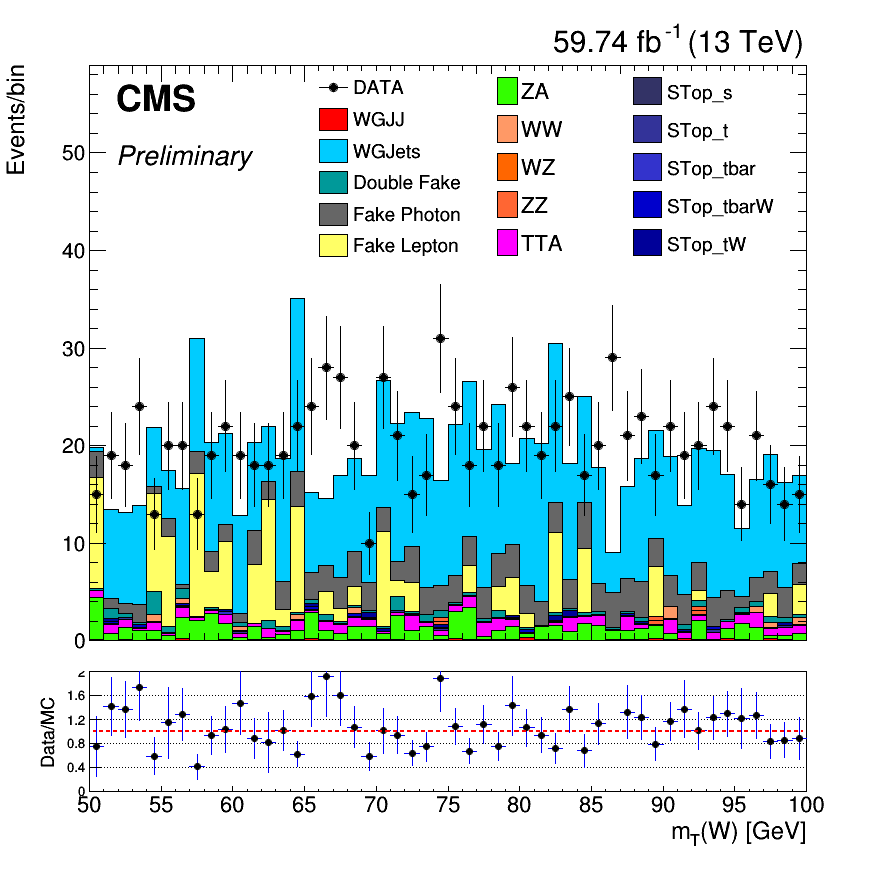 59.74 fb⁻¹ (13 TeV)
Events/bin
CMS
Preliminary
DATA
WGJJ
WGJets
Double Fake
Fake Photon
Fake Lepton
ZA
WW
WZ
ZZ
TTA
STop_s
STop_t
STop_tbar
STop_tbarW
STop_tW
50
40
30
20
10
0
Data/MC
2
1.6
1.2
0.8
0.4
0
50 55 60 65 70 75 80 85 90 95 100
m_T(W) [GeV]